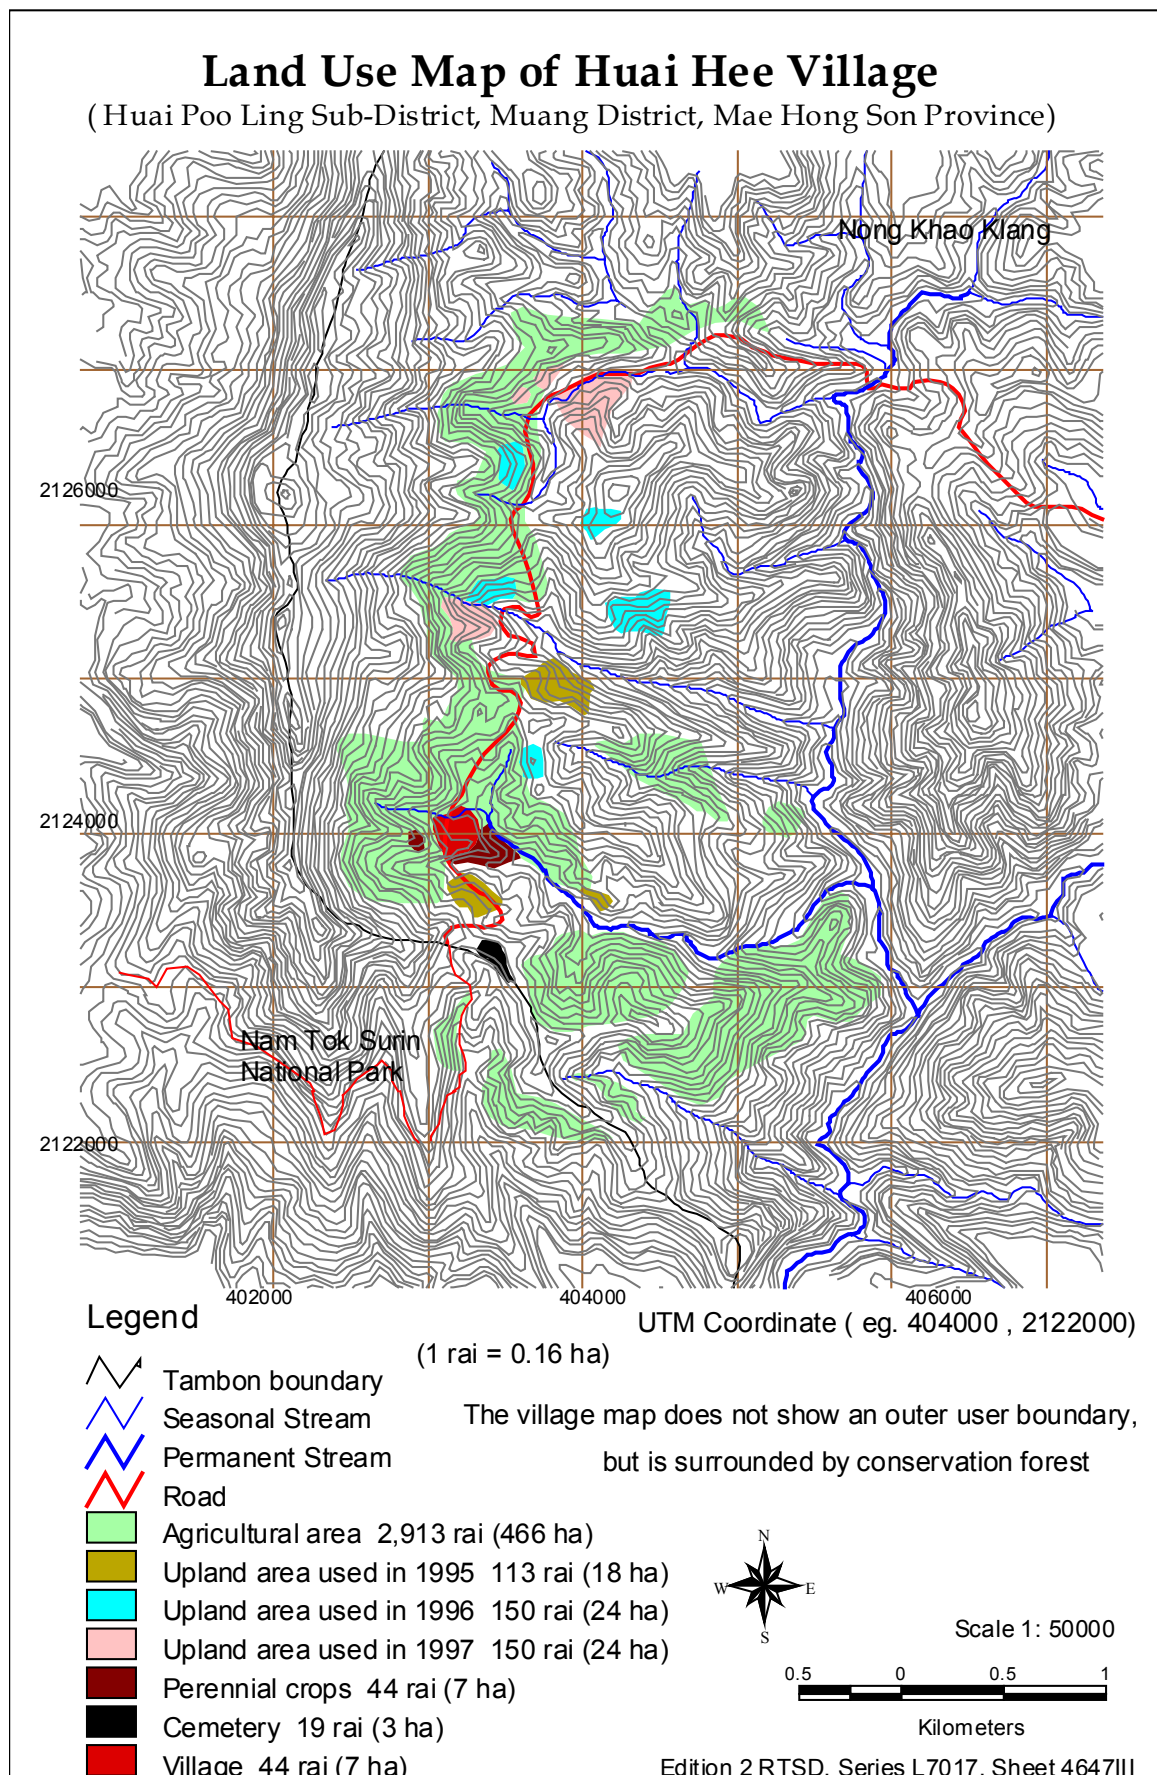 Land Use Map of Huai Hee Village
( Huai Poo Ling Sub-District, Muang District, Mae Hong Son Province)
Nong Khao Klang
2126000
2124000
Nam Tok Surin
National Park
2122000
402000
404000
406000
Legend
UTM Coordinate ( eg. 404000 , 2122000)
(1 rai = 0.16 ha)
Tambon boundary
Seasonal Stream
The village map does not show an outer user boundary,
but is surrounded by conservation forest
Permanent Stream
Road
Agricultural area 2,913 rai (466 ha)
Upland area used in 1995 113 rai (18 ha)
Upland area used in 1996 150 rai (24 ha)
Upland area used in 1997 150 rai (24 ha)
Perennial crops 44 rai (7 ha)
Cemetery 19 rai (3 ha)
Village 44 rai (7 ha)
N
W
E
S
Scale 1: 50000
0.5 0 0.5 1
Kilometers
Edition 2 RTSD, Series L7017, Sheet 4647III